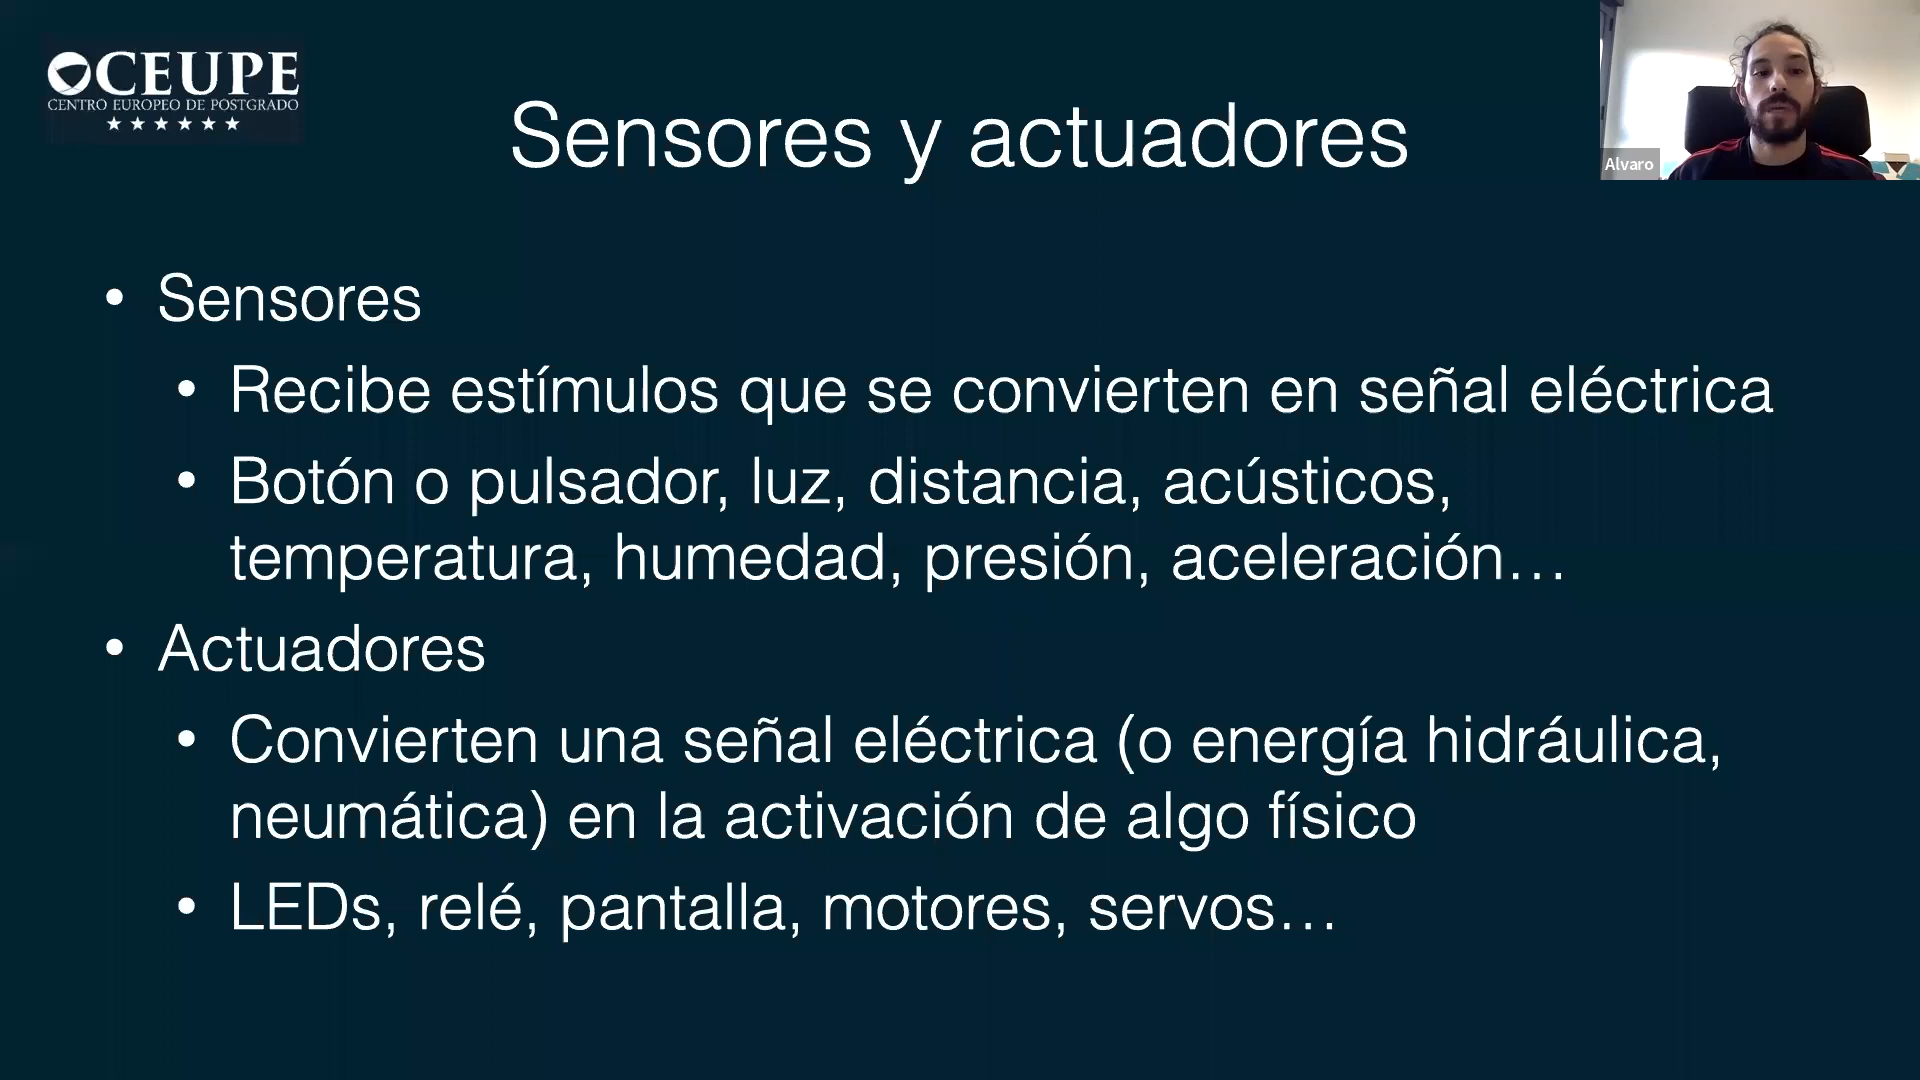 CEUPE
CENTRO EUROPEO DE POSTGRADO
Sensores y actuadores
Alvaro
• Sensores
• Recibe estímulos que se convierten en señal eléctrica
• Botón o pulsador, luz, distancia, acústicos,
temperatura, humedad, presión, aceleración…
• Actuadores
• Convierten una señal eléctrica (o energía hidráulica,
neumática) en la activación de algo físico
• LEDs, relé, pantalla, motores, servos…